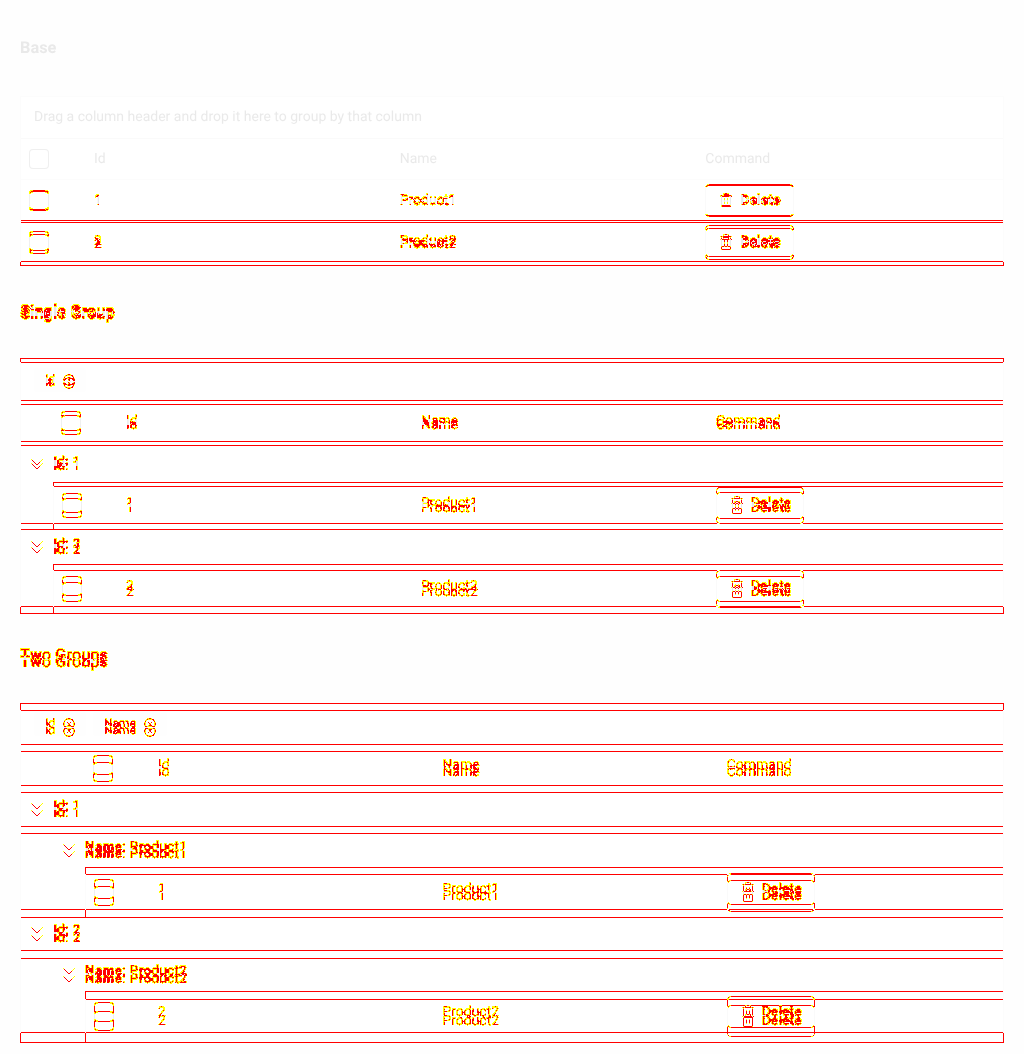 Base
Drag a column header and drop it here to group by that column
Id Name Command
1 Product1 Delete
2 Product2 Delete
Single Group
Id
Id Name Command
Id: 1
1 Product1 Delete
Id: 2
2 Product2 Delete
Two Groups
Id Name
Id Name Command
Id: 1
Name: Product1
1 Product1 Delete
Id: 2
Name: Product2
2 Product2 Delete